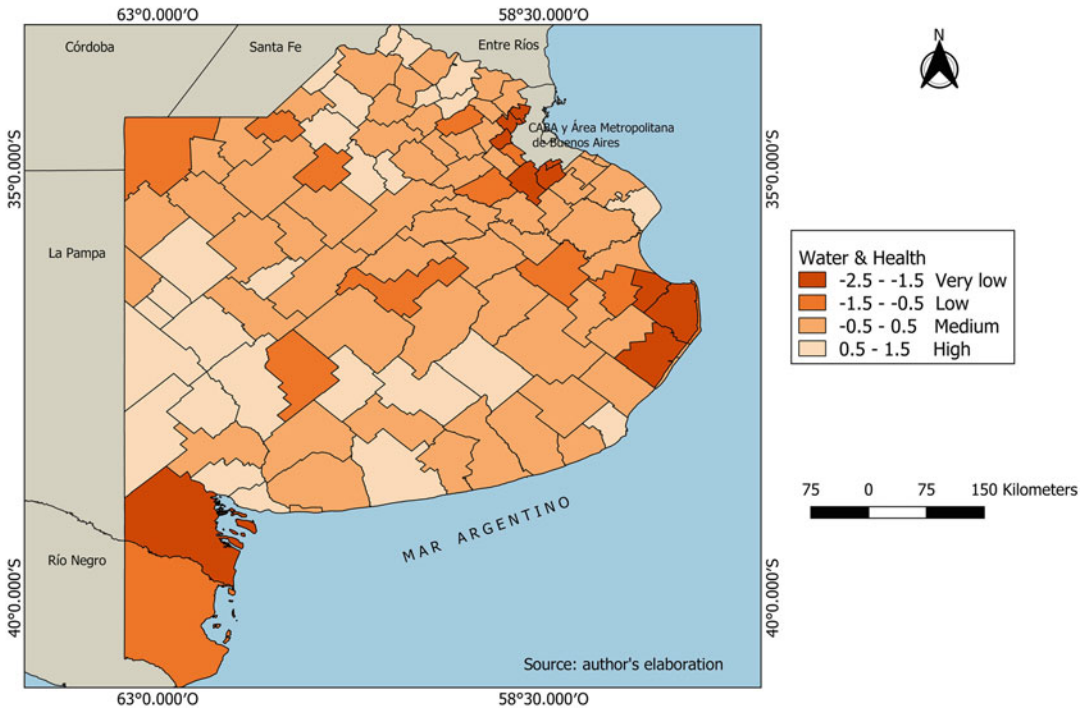 63°0.000'O 58°30.000'O
Córdoba
Santa Fe
Entre Ríos
N
CABA y Área Metropolitana
de Buenos Aires
35°0.000'S 35°0.000'S
La Pampa
Water & Health
-2.5 - -1.5 Very low
-1.5 - -0.5 Low
-0.5 - 0.5 Medium
0.5 - 1.5 High
75 0 75 150 Kilometers
MAR ARGENTINO
Río Negro
40°0.000'S 40°0.000'S
Source: author's elaboration
63°0.000'O 58°30.000'O